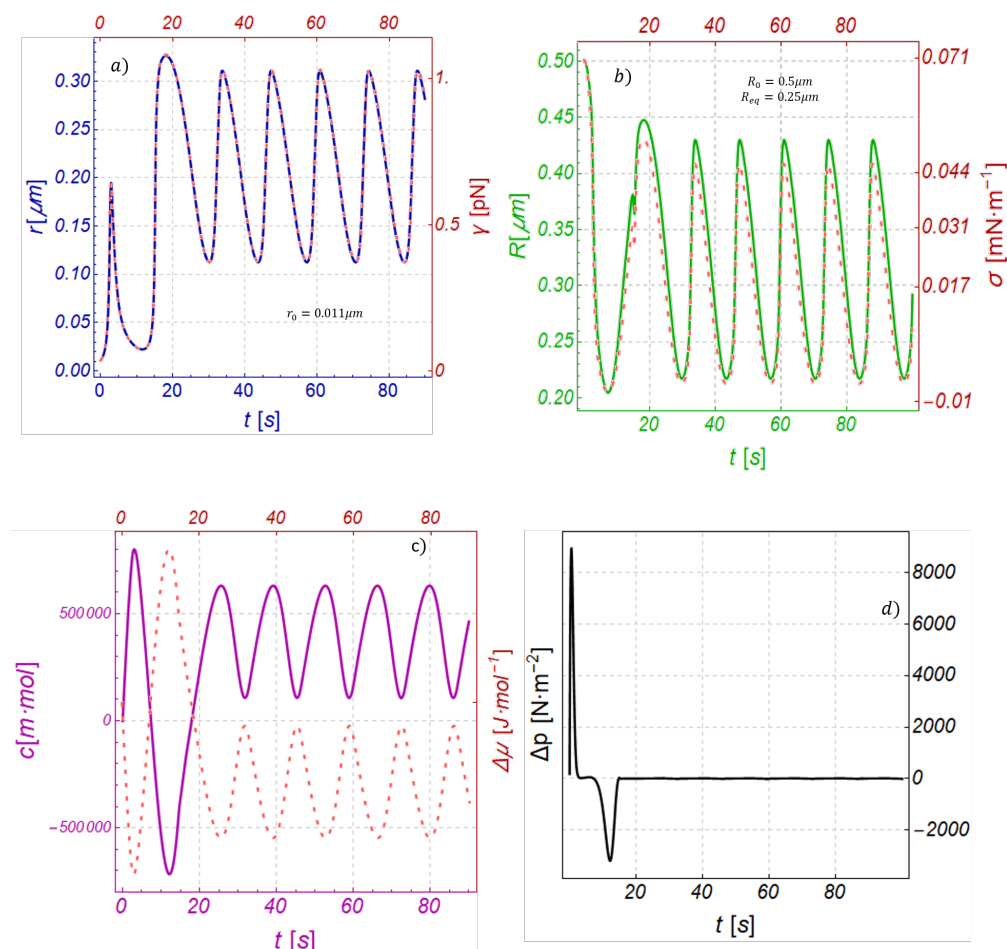 0 20 40 60 80
a)
0.30
0.25
0.20
0.15
0.10
0.05
0.00
r[μm]
1.
0.5
0
γ [pN]
r₀ = 0.011μm
0 20 40 60 80
t [s]
0 20 40 60 80
b)
R₀ = 0.5μm
R_eq = 0.25μm
0.50
0.45
0.40
0.35
0.30
0.25
0.20
R[μm]
0.071
0.044
0.031
0.017
-0.01
σ [mN·m⁻¹]
20 40 60 80
t [s]
0 20 40 60 80
c)
500000
0
-500000
c[m·mol]
Δμ [J·mol⁻¹]
0 20 40 60 80
t [s]
d)
Δp [N·m⁻²]
8000
6000
4000
2000
0
-2000
0 20 40 60 80
t [s]